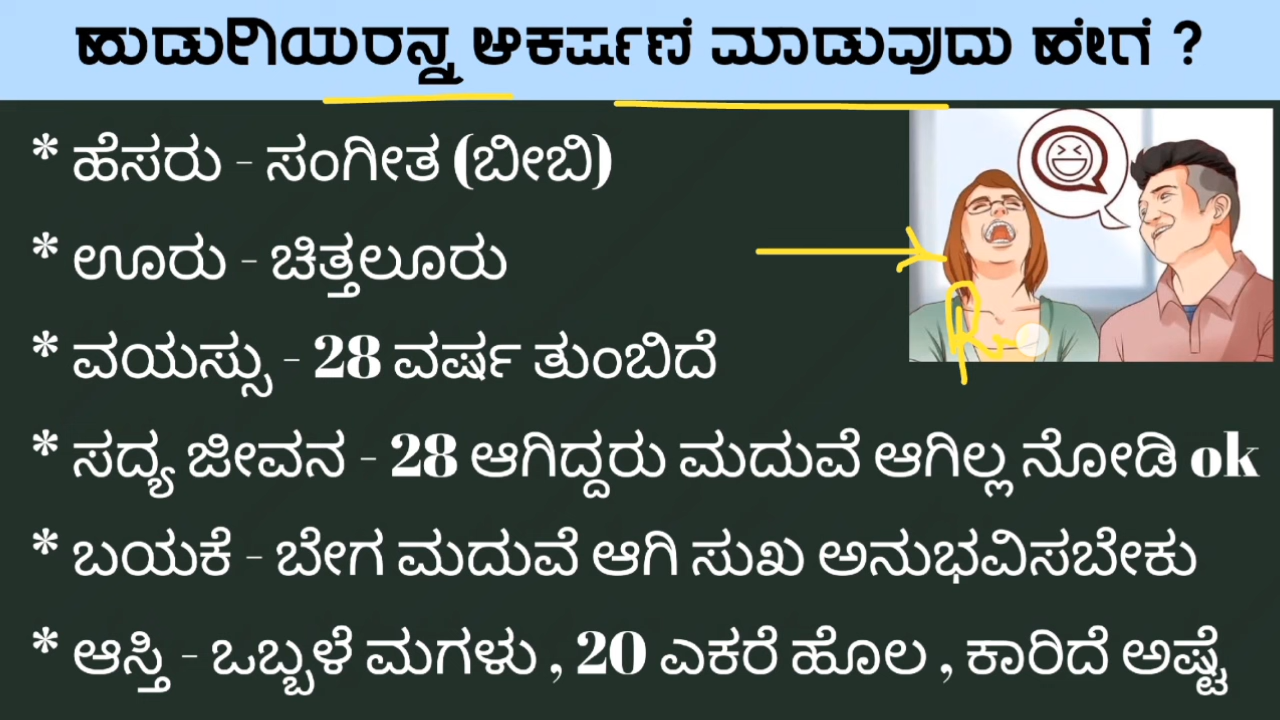 ಹುಡುಗಿಯರನ್ನ ಆಕರ್ಷಣೆ ಮಾಡುವುದು ಹೇಗೆ ?
* ಹೆಸರು - ಸಂಗೀತ (ಬೀಬಿ)
* ಊರು - ಚಿತ್ತಲೂರು
* ವಯಸ್ಸು - 28 ವರ್ಷ ತುಂಬಿದೆ
* ಸದ್ಯ ಜೀವನ - 28 ಆಗಿದ್ದರು ಮದುವೆ ಆಗಿಲ್ಲ ನೋಡಿ ok
* ಬಯಕೆ - ಬೇಗ ಮದುವೆ ಆಗಿ ಸುಖ ಅನುಭವಿಸಬೇಕು
* ಆಸ್ತಿ - ಒಬ್ಬಳೆ ಮಗಳು , 20 ಎಕರೆ ಹೊಲ , ಕಾರಿದೆ ಅಷ್ಟೆ